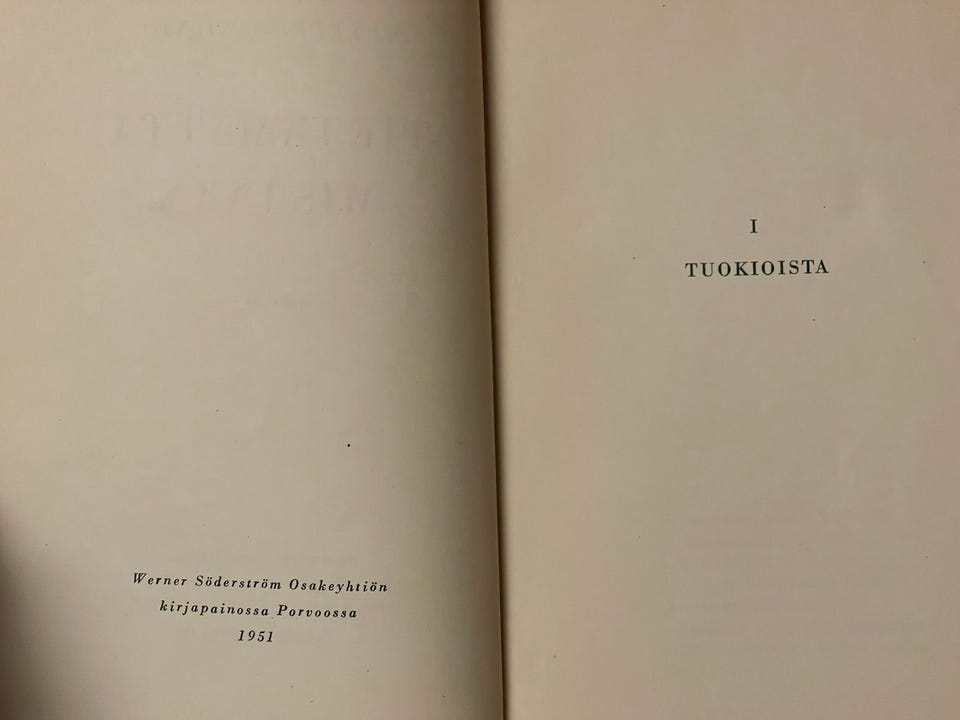 Werner Söderström Osakeyhtiön
kirjapainossa Porvoossa
1951
I
TUOKIOISTA